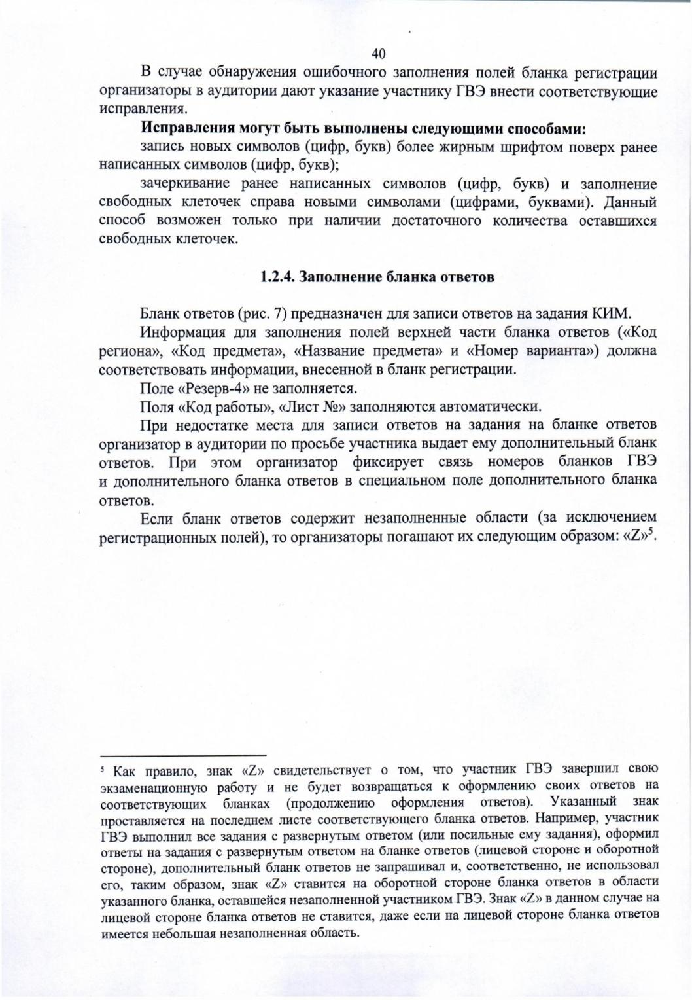 40
В случае обнаружения ошибочного заполнения полей бланка регистрации
организаторы в аудитории дают указание участнику ГВЭ внести соответствующие
исправления.
Исправления могут быть выполнены следующими способами:
запись новых символов (цифр, букв) более жирным шрифтом поверх ранее
написанных символов (цифр, букв);
зачеркивание ранее написанных символов (цифр, букв) и заполнение
свободных клеточек справа новыми символами (цифрами, буквами). Данный
способ возможен только при наличии достаточного количества оставшихся
свободных клеточек.
1.2.4. Заполнение бланка ответов
Бланк ответов (рис. 7) предназначен для записи ответов на задания КИМ.
Информация для заполнения полей верхней части бланка ответов («Код
региона», «Код предмета», «Название предмета» и «Номер варианта») должна
соответствовать информации, внесенной в бланк регистрации.
Поле «Резерв-4» не заполняется.
Поля «Код работы», «Лист №» заполняются автоматически.
При недостатке места для записи ответов на задания на бланке ответов
организатор в аудитории по просьбе участника выдает ему дополнительный бланк
ответов. При этом организатор фиксирует связь номеров бланков ГВЭ
и дополнительного бланка ответов в специальном поле дополнительного бланка
ответов.
Если бланк ответов содержит незаполненные области (за исключением
регистрационных полей), то организаторы погашают их следующим образом: «Z»⁵.
⁵ Как правило, знак «Z» свидетельствует о том, что участник ГВЭ завершил свою
экзаменационную работу и не будет возвращаться к оформлению своих ответов на
соответствующих бланках (продолжению оформления ответов). Указанный знак
проставляется на последнем листе соответствующего бланка ответов. Например, участник
ГВЭ выполнил все задания с развернутым ответом (или посильные ему задания), оформил
ответы на задания с развернутым ответом на бланке ответов (лицевой стороне и оборотной
стороне), дополнительный бланк ответов не запрашивал и, соответственно, не использовал
его, таким образом, знак «Z» ставится на оборотной стороне бланка ответов в области
указанного бланка, оставшейся незаполненной участником ГВЭ. Знак «Z» в данном случае на
лицевой стороне бланка ответов не ставится, даже если на лицевой стороне бланка ответов
имеется небольшая незаполненная область.